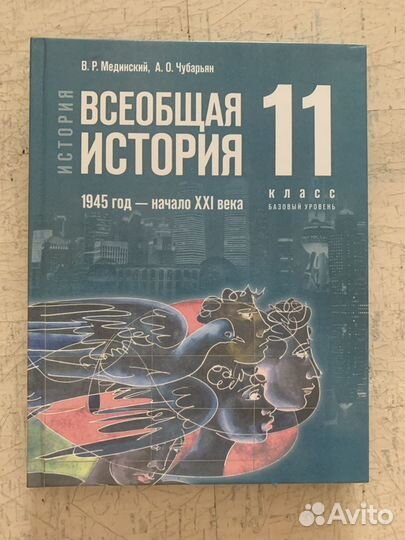 В. Р. Мединский, А. О. Чубарьян
ИСТОРИЯ
ВСЕОБЩАЯ
ИСТОРИЯ
1945 год — начало XXI века
11
класс
БАЗОВЫЙ УРОВЕНЬ
Avito